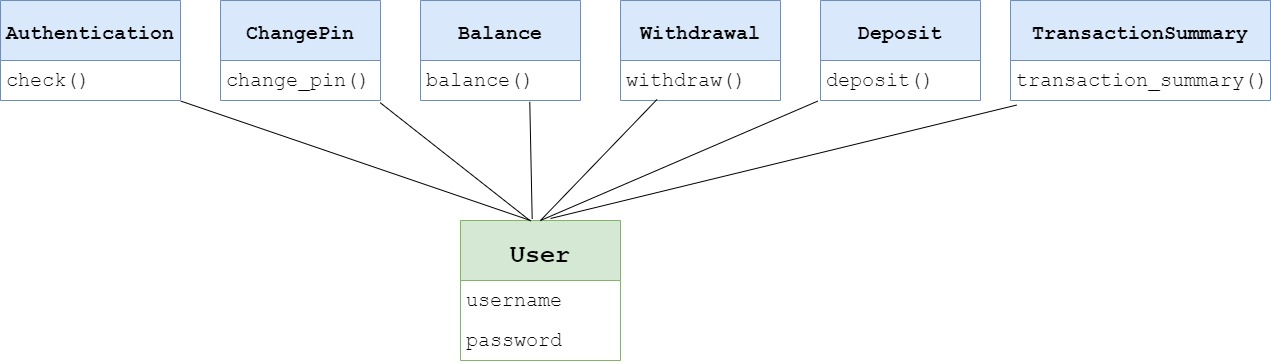 Authentication
check()
ChangePin
change_pin()
Balance
balance()
Withdrawal
withdraw()
Deposit
deposit()
TransactionSummary
transaction_summary()
User
username
password